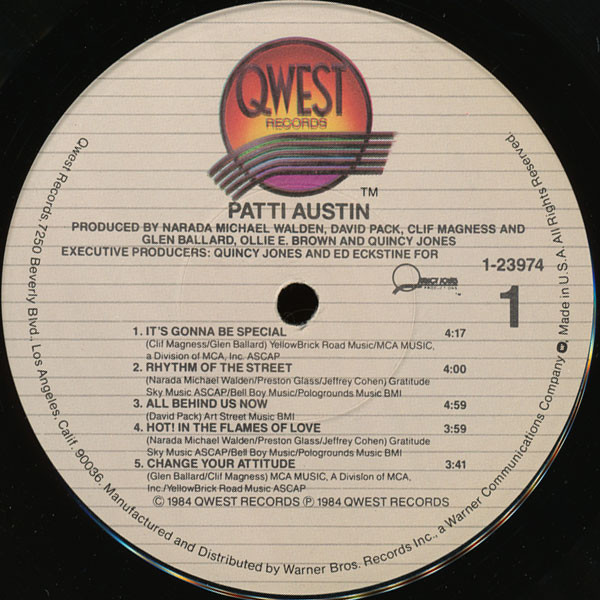 QWEST
RECORDS
TM
PATTI AUSTIN
PRODUCED BY NARADA MICHAEL WALDEN, DAVID PACK, CLIF MAGNESS AND
GLEN BALLARD, OLLIE E. BROWN AND QUINCY JONES
EXECUTIVE PRODUCERS: QUINCY JONES AND ED ECKSTINE FOR
QUINCY JONES
PRODUCTIONS
1-23974
1
1. IT'S GONNA BE SPECIAL 4:17
(Clif Magness/Glen Ballard) YellowBrick Road Music/MCA MUSIC,
a Division of MCA, Inc. ASCAP
2. RHYTHM OF THE STREET 4:00
(Narada Michael Walden/Preston Glass/Jeffrey Cohen) Gratitude
Sky Music ASCAP/Bell Boy Music/Pologrounds Music BMI
3. ALL BEHIND US NOW 4:59
(David Pack) Art Street Music BMI
4. HOT! IN THE FLAMES OF LOVE 3:59
(Narada Michael Walden/Preston Glass/Jeffrey Cohen) Gratitude
Sky Music ASCAP/Bell Boy Music/Pologrounds Music BMI
5. CHANGE YOUR ATTITUDE 3:41
(Glen Ballard/Clif Magness) MCA MUSIC, A Division of MCA,
Inc./YellowBrick Road Music ASCAP
© 1984 QWEST RECORDS ℗ 1984 QWEST RECORDS
Qwest Records, 7250 Beverly Blvd., Los Angeles, Calif. 90036. Manufactured and Distributed by Warner Bros. Records Inc., a Warner Communications Company Made in U.S.A. All Rights Reserved.